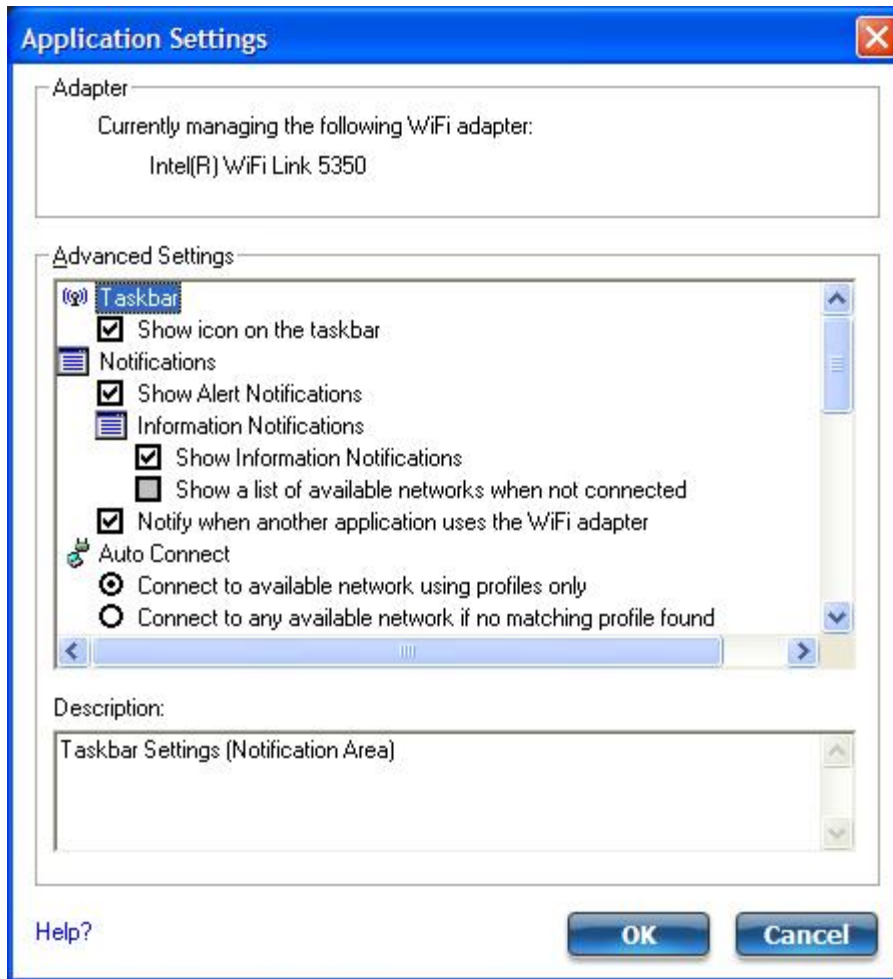 Application Settings
Adapter
Currently managing the following WiFi adapter:
Intel(R) WiFi Link 5350
Advanced Settings
Taskbar
Show icon on the taskbar
Notifications
Show Alert Notifications
Information Notifications
Show Information Notifications
Show a list of available networks when not connected
Notify when another application uses the WiFi adapter
Auto Connect
Connect to available network using profiles only
Connect to any available network if no matching profile found
Description:
Taskbar Settings (Notification Area)
Help?
OK
Cancel